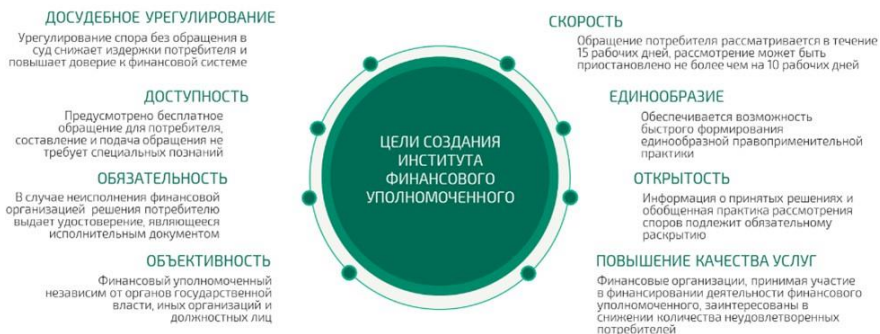 ДОСУДЕБНОЕ УРЕГУЛИРОВАНИЕ
Урегулирование спора без обращения в
суд снижает издержки потребителя и
повышает доверие к финансовой системе
ДОСТУПНОСТЬ
Предусмотрено бесплатное
обращение для потребителя,
составление и подача обращения не
требует специальных познаний
ОБЯЗАТЕЛЬНОСТЬ
В случае неисполнения финансовой
организацией решения потребителю
выдает удостоверение, являющееся
исполнительным документом
ОБЪЕКТИВНОСТЬ
Финансовый уполномоченный
независим от органов государственной
власти, иных организаций и
должностных лиц
ЦЕЛИ СОЗДАНИЯ
ИНСТИТУТА
ФИНАНСОВОГО
УПОЛНОМОЧЕННОГО
СКОРОСТЬ
Обращение потребителя рассматривается в течение
15 рабочих дней, рассмотрение может быть
приостановлено не более чем на 10 рабочих дней
ЕДИНООБРАЗИЕ
Обеспечивается возможность
быстрого формирования
единообразной правоприменительной
практики
ОТКРЫТОСТЬ
Информация о принятых решениях и
обобщенная практика рассмотрения
споров подлежит обязательному
раскрытию
ПОВЫШЕНИЕ КАЧЕСТВА УСЛУГ
Финансовые организации, принимая участие
в финансировании деятельности финансового
уполномоченного, заинтересованы в
снижении количества неудовлетворенных
потребителей